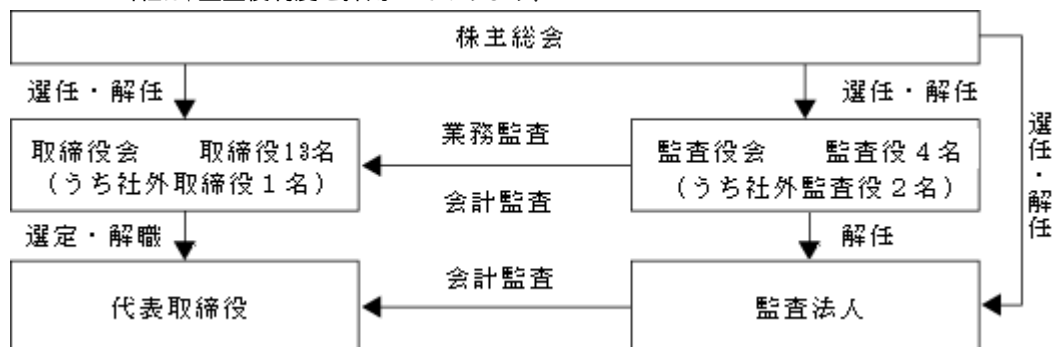 株主総会
選任・解任
選任・解任
選任・解任
取締役会　　取締役13名
（うち社外取締役１名）
業務監査
会計監査
監査役会　　監査役４名
（うち社外監査役２名）
選定・解職
解任
代表取締役
会計監査
監査法人